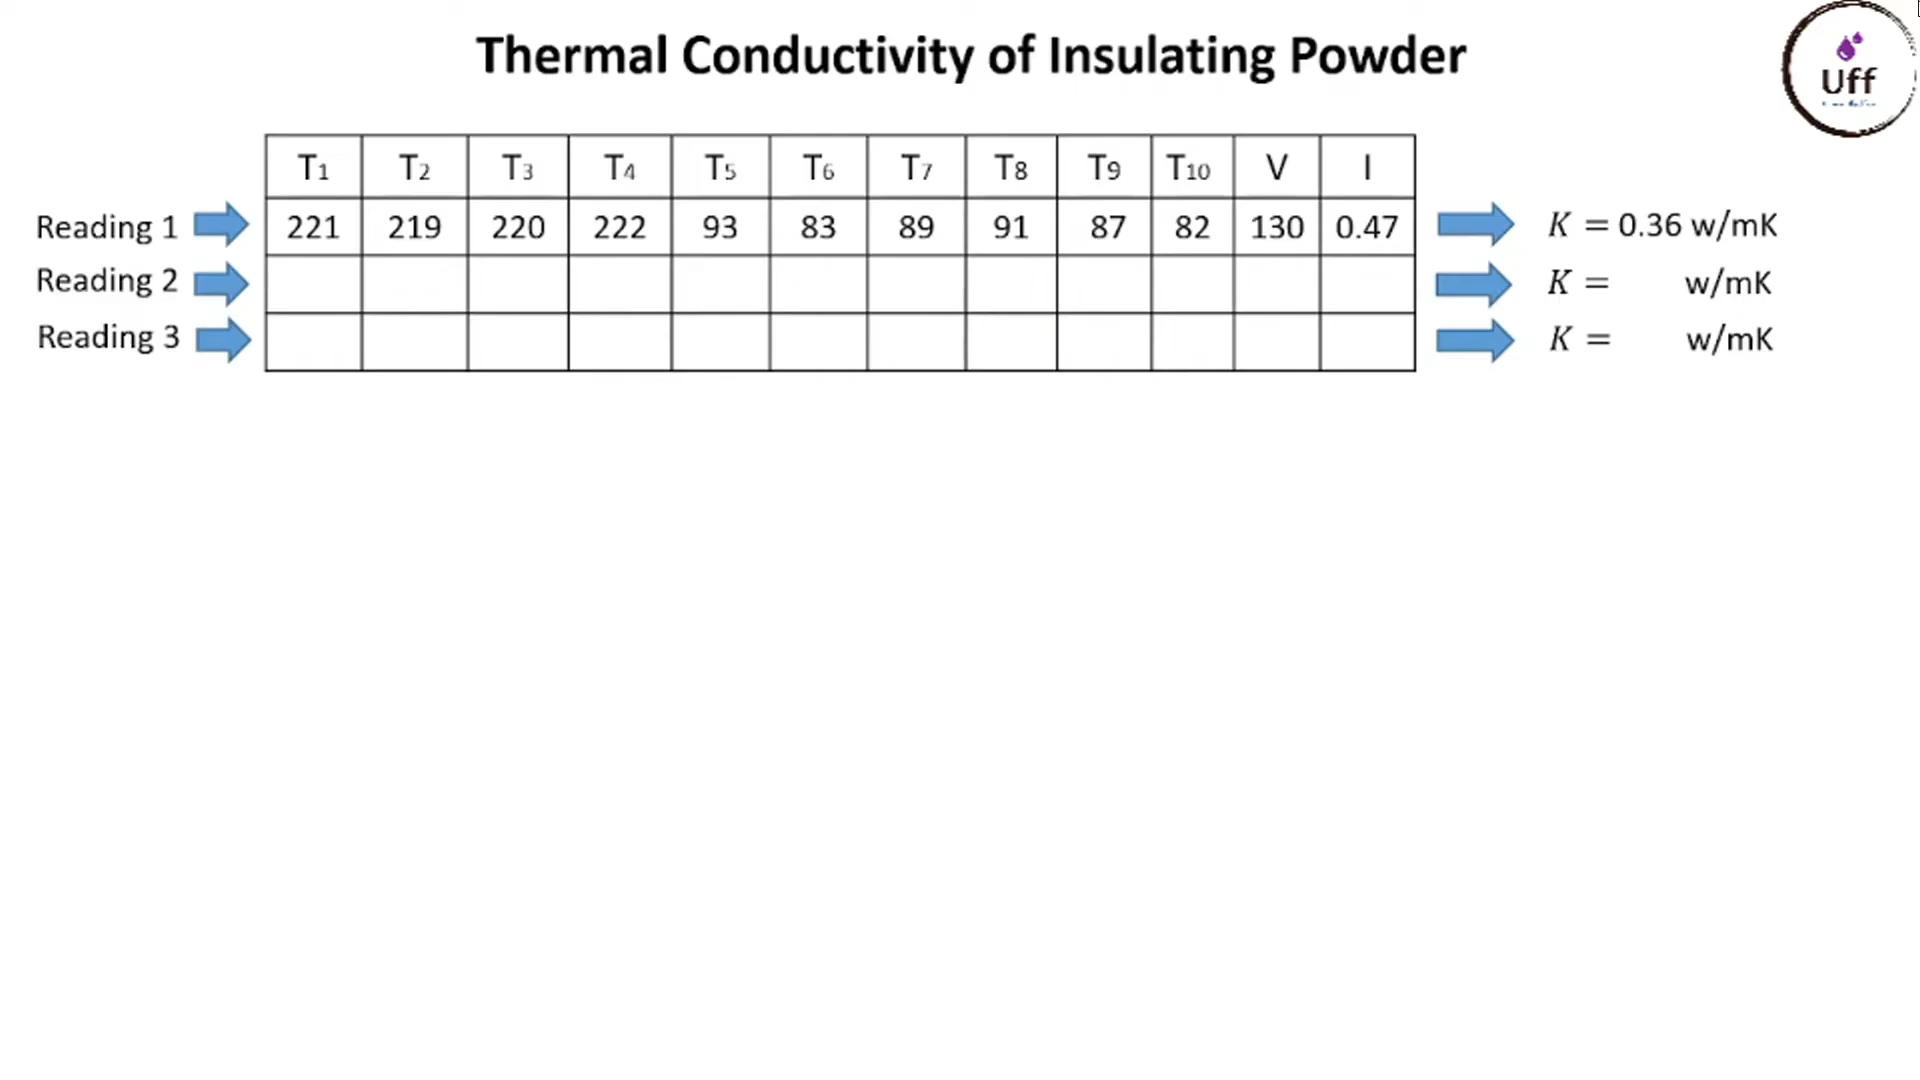 Thermal Conductivity of Insulating Powder
Uff
T1 T2 T3 T4 T5 T6 T7 T8 T9 T10 V I
Reading 1 221 219 220 222 93 83 89 91 87 82 130 0.47 K = 0.36 w/mK
Reading 2 K = w/mK
Reading 3 K = w/mK